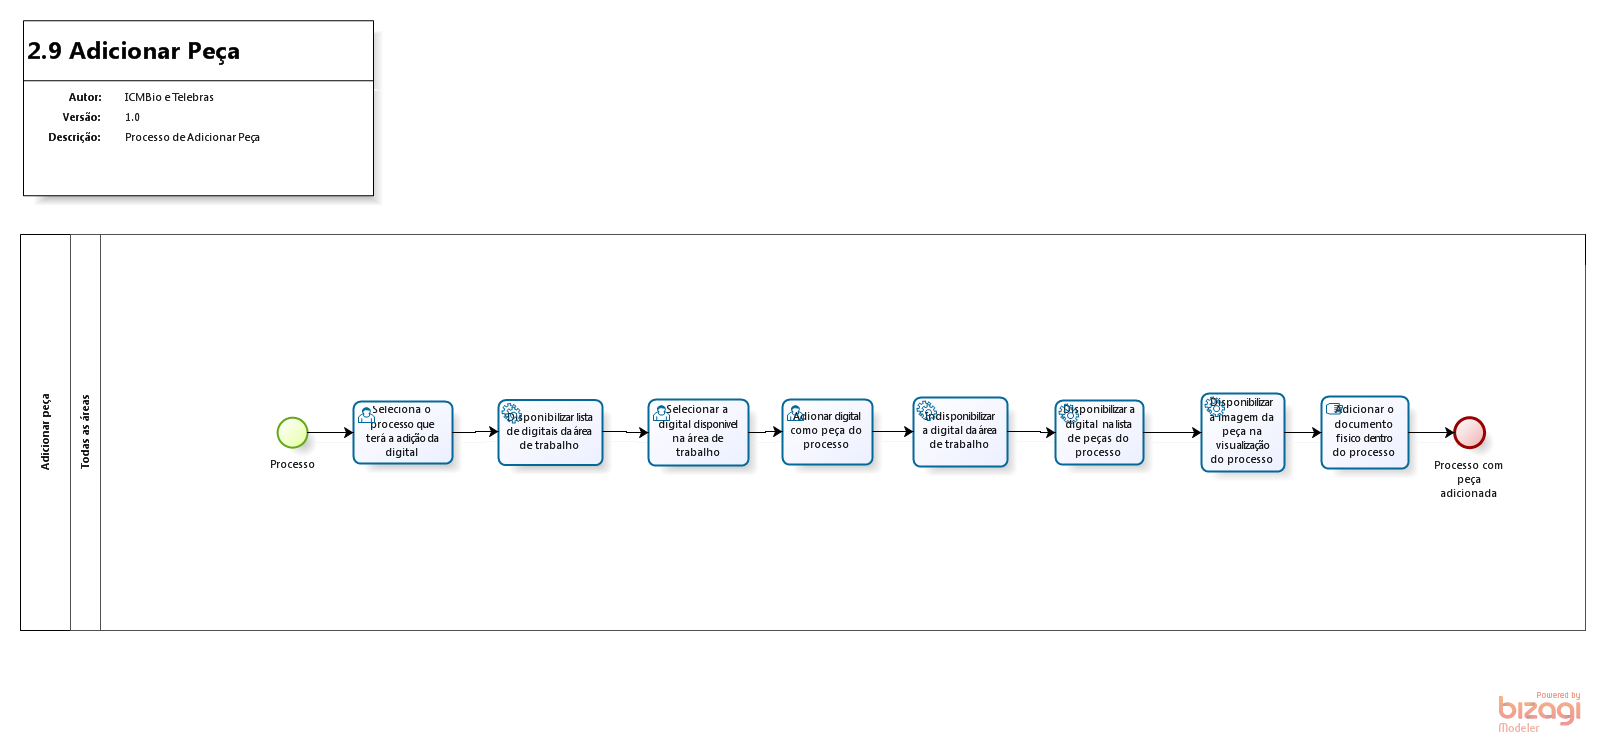 2.9 Adicionar Peça
Autor: ICMBio e Telebras
Versão: 1.0
Descrição: Processo de Adicionar Peça
Adicionar peça
Todas as áreas
Processo
Seleciona o
processo que
terá a adição da
digital
Disponibilizar lista
de digitais da área
de trabalho
Selecionar a
digital disponivel
na área de
trabalho
Adionar digital
como peça do
processo
Indisponibilizar
a digital da área
de trabalho
Disponibilizar a
digital na lista
de peças do
processo
Disponibilizar
a imagem da
peça na
visualização
do processo
Adicionar o
documento
fisico dentro
do processo
Processo com
peça
adicionada
Powered by
bizagi
Modeler